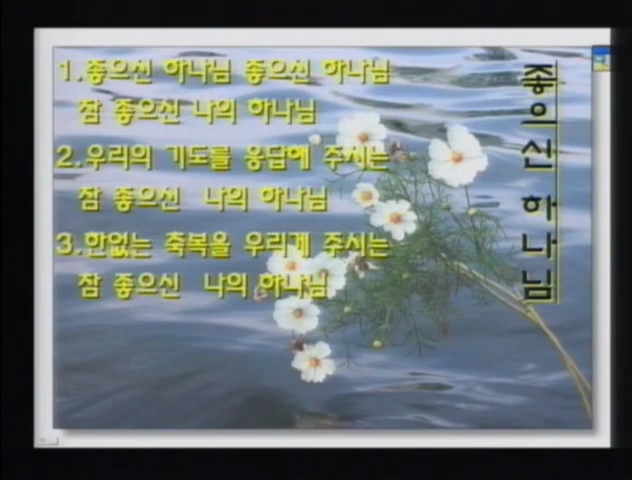 1.좋으신 하나님 좋으신 하나님
참 좋으신 나의 하나님
2.우리의 기도를 응답해 주시는
참 좋으신 나의 하나님
3.한없는 축복을 우리게 주시는
참 좋으신 나의 하나님
좋으신 하나님